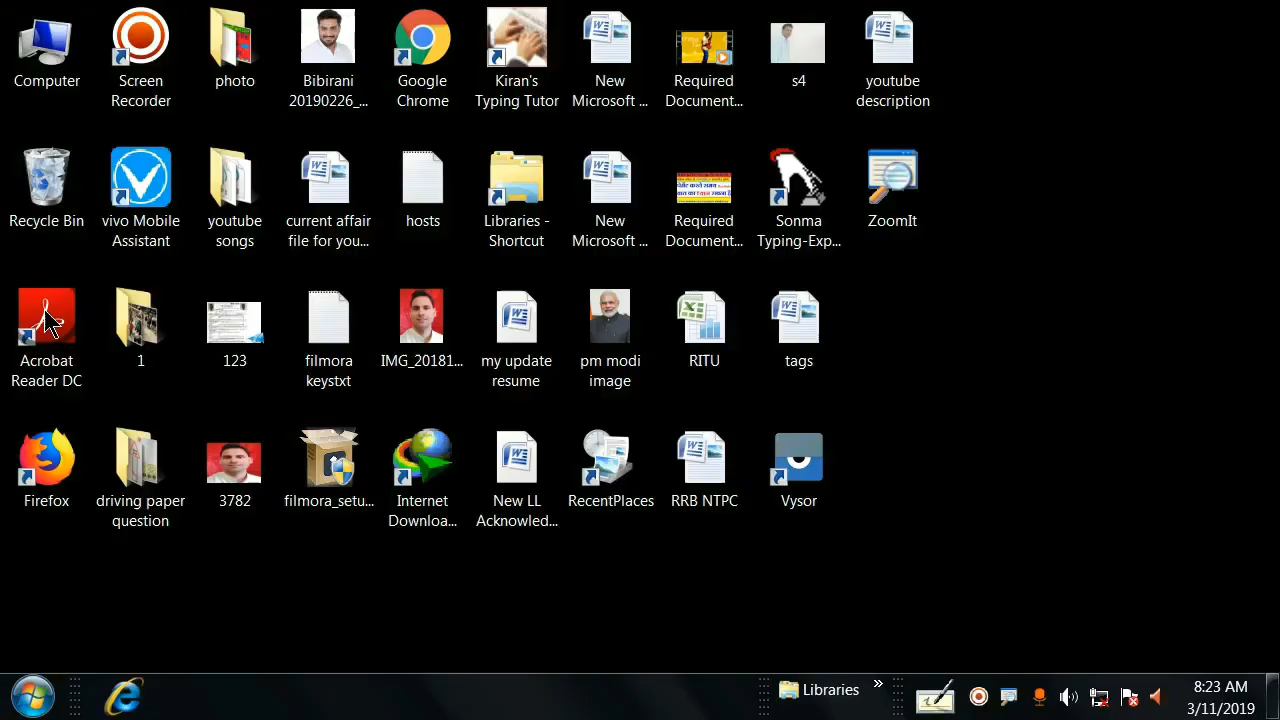 Computer
Screen
Recorder
photo
Bibirani
20190226_...
Google
Chrome
Kiran's
Typing Tutor
New
Microsoft ...
Required
Document...
s4
youtube
description
Recycle Bin
vivo Mobile
Assistant
youtube
songs
current affair
file for you...
hosts
Libraries -
Shortcut
New
Microsoft ...
Required
Document...
Sonma
Typing-Exp...
ZoomIt
Acrobat
Reader DC
1
123
filmora
keystxt
IMG_20181...
my update
resume
pm modi
image
RITU
tags
Firefox
driving paper
question
3782
filmora_setu...
Internet
Downloa...
New LL
Acknowled...
RecentPlaces
RRB NTPC
Vysor
Libraries
:23 AM
3/11/2019